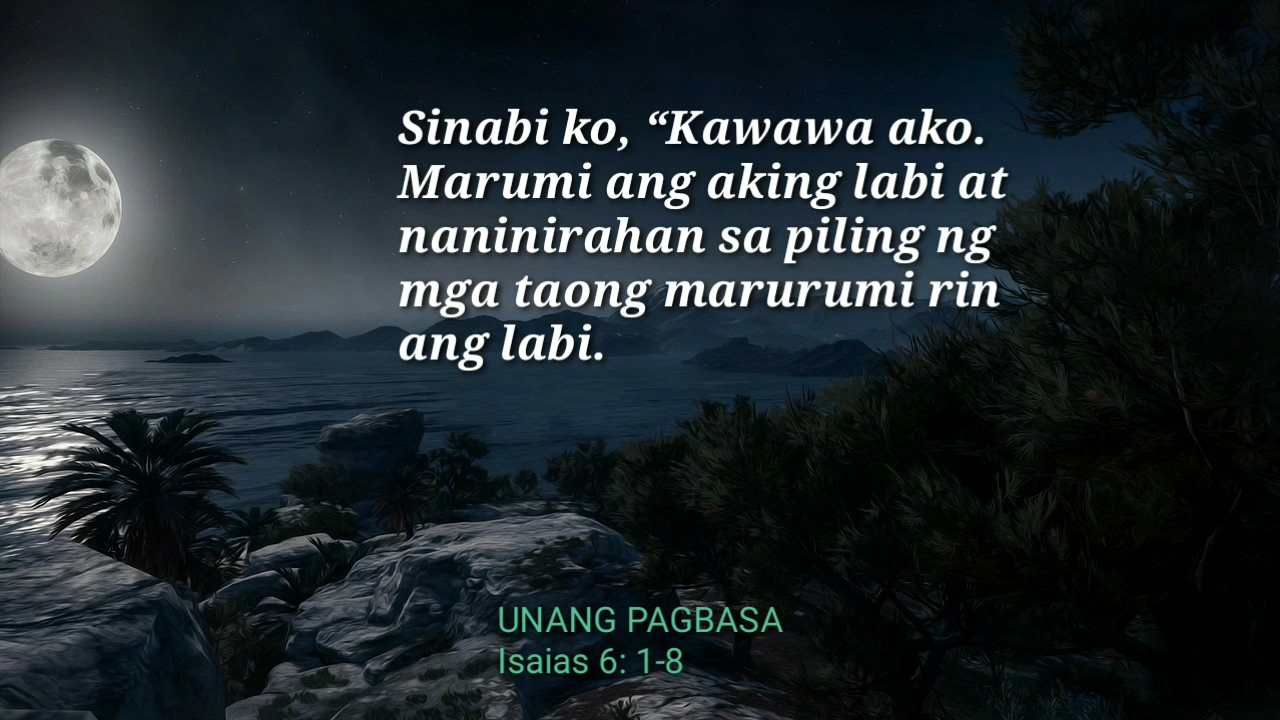 Sinabi ko, “Kawawa ako.
Marumi ang aking labi at
naninirahan sa piling ng
mga taong marurumi rin
ang labi.
UNANG PAGBASA
Isaias 6: 1-8